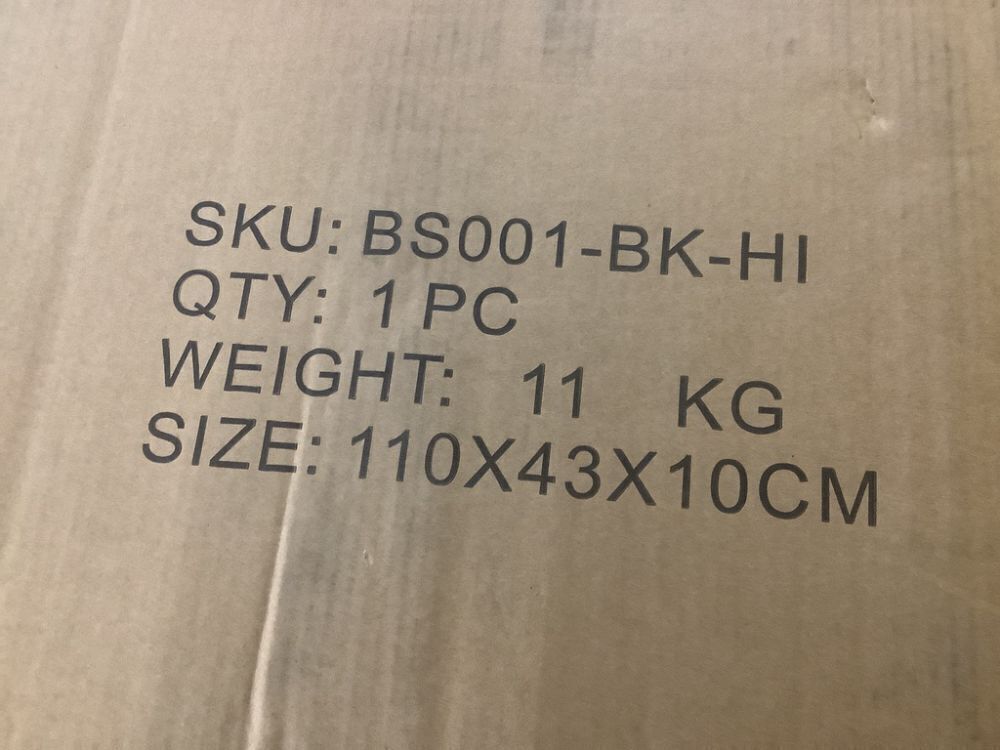 SKU: BS001-BK-HI
QTY: 1 PC
WEIGHT: 11 KG
SIZE: 110X43X10CM